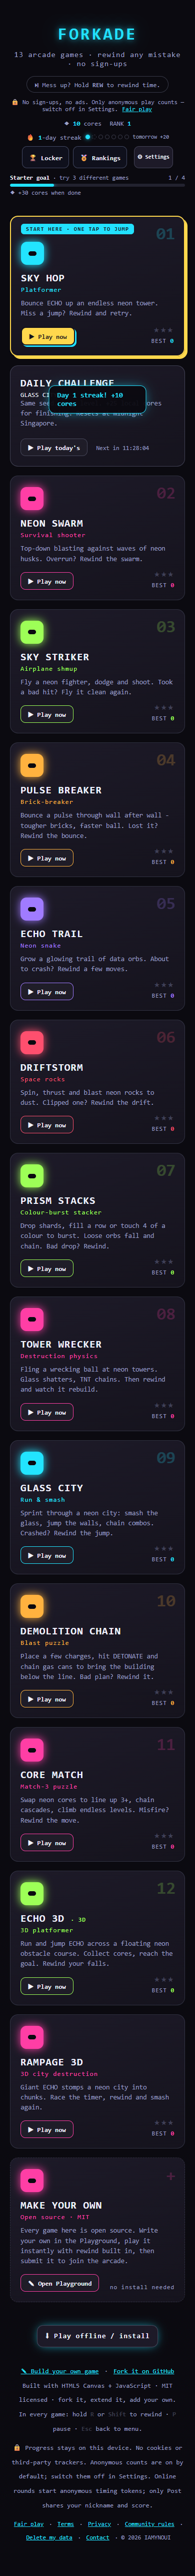 FORKADE
13 arcade games · rewind any mistake
· no sign-ups
Mess up? Hold REW to rewind time.
No sign-ups, no ads. Only anonymous play counts —
switch off in Settings. Fair play
10 cores RANK 1
1-day streak tomorrow +20
Locker
Rankings
Settings
Starter goal · try 3 different games 1 / 4
+30 cores when done
START HERE · ONE TAP TO JUMP
01
SKY HOP
Platformer
Bounce ECHO up an endless neon tower.
Miss a jump? Rewind and retry.
▶ Play now
★★★
BEST 0
DAILY CHALLENGE
GLASS CI
Day 1 streak! +10
cores
Same se
ores
for finishing. Resets at midnight
Singapore.
▶ Play today's
Next in 11:28:04
02
NEON SWARM
Survival shooter
Top-down blasting against waves of neon
husks. Overrun? Rewind the swarm.
▶ Play now
★★★
BEST 0
03
SKY STRIKER
Airplane shmup
Fly a neon fighter, dodge and shoot. Took
a bad hit? Fly it clean again.
▶ Play now
★★★
BEST 0
04
PULSE BREAKER
Brick-breaker
Bounce a pulse through wall after wall -
tougher bricks, faster ball. Lost it?
Rewind the bounce.
▶ Play now
★★★
BEST 0
05
ECHO TRAIL
Neon snake
Grow a glowing trail of data orbs. About
to crash? Rewind a few moves.
▶ Play now
★★★
BEST 0
06
DRIFTSTORM
Space rocks
Spin, thrust and blast neon rocks to
dust. Clipped one? Rewind the drift.
▶ Play now
★★★
BEST 0
07
PRISM STACKS
Colour-burst stacker
Drop shards, fill a row or touch 4 of a
colour to burst. Loose orbs fall and
chain. Bad drop? Rewind.
▶ Play now
★★★
BEST 0
08
TOWER WRECKER
Destruction physics
Fling a wrecking ball at neon towers.
Glass shatters, TNT chains. Then rewind
and watch it rebuild.
▶ Play now
★★★
BEST 0
09
GLASS CITY
Run & smash
Sprint through a neon city: smash the
glass, jump the walls, chain combos.
Crashed? Rewind the jump.
▶ Play now
★★★
BEST 0
10
DEMOLITION CHAIN
Blast puzzle
Place a few charges, hit DETONATE and
chain gas cans to bring the building
below the line. Bad plan? Rewind it.
▶ Play now
★★★
BEST 0
11
CORE MATCH
Match-3 puzzle
Swap neon cores to line up 3+, chain
cascades, climb endless levels. Misfire?
Rewind the move.
▶ Play now
★★★
BEST 0
12
ECHO 3D · 3D
3D platformer
Run and jump ECHO across a floating neon
obstacle course. Collect cores, reach the
goal. Rewind your falls.
▶ Play now
★★★
BEST 0
RAMPAGE 3D
3D city destruction
Giant ECHO stomps a neon city into
chunks. Race the timer, rewind and smash
again.
▶ Play now
★★★
BEST 0
+
MAKE YOUR OWN
Open source · MIT
Every game here is open source. Write
your own in the Playground, play it
instantly with rewind built in, then
submit it to join the arcade.
Open Playground
no install needed
⬇ Play offline / install
Build your own game · Fork it on GitHub
Built with HTML5 Canvas + JavaScript · MIT
licensed · fork it, extend it, add your own.
In every game: hold R or Shift to rewind · P
pause · Esc back to menu.
Progress stays on this device. No cookies or
third-party trackers. Anonymous counts are on by
default; switch them off in Settings. Online
rounds start anonymous timing tokens; only Post
shares your nickname and score.
Fair play · Terms · Privacy · Community rules ·
Delete my data · Contact · © 2026 IAMYNOUI